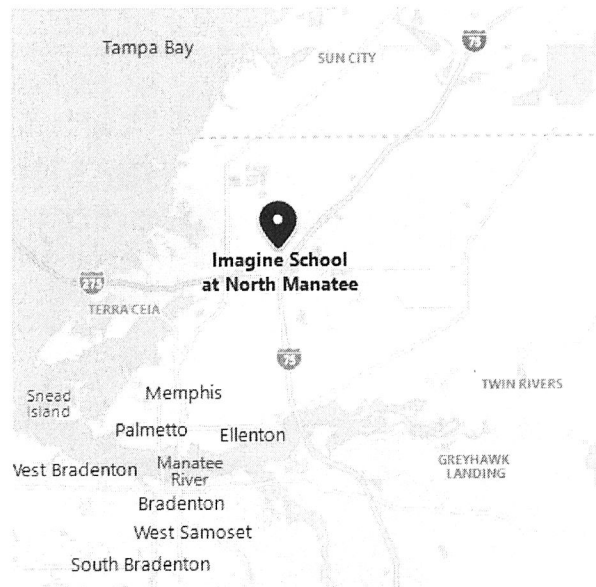 Tampa Bay
75
SUN CITY
Imagine School
at North Manatee
275
TERRA CEIA
75
Snead
Island
Memphis
TWIN RIVERS
Palmetto
Ellenton
Vest Bradenton
Manatee
River
GREYHAWK
LANDING
Bradenton
West Samoset
South Bradenton